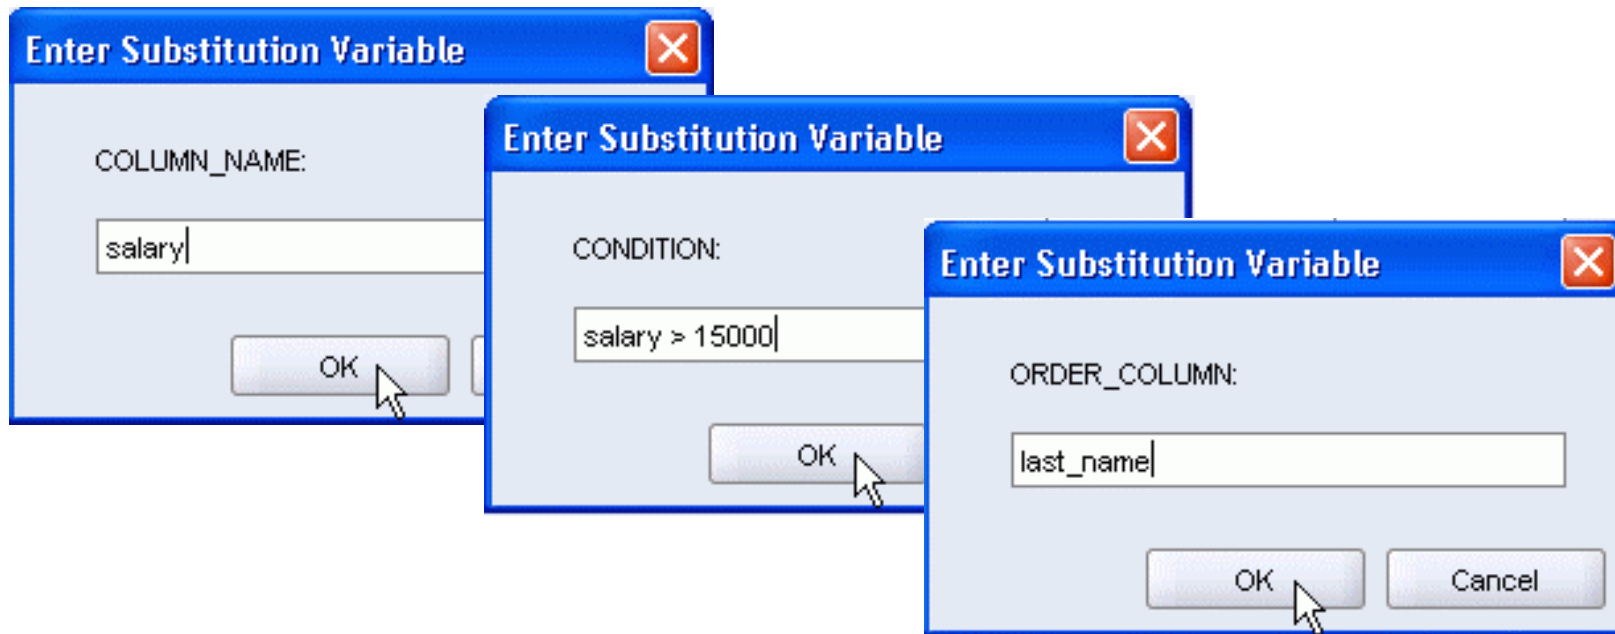 Enter Substitution Variable
COLUMN_NAME:
salary
OK
Enter Substitution Variable
CONDITION:
salary > 15000
OK
Enter Substitution Variable
ORDER_COLUMN:
last_name
OK
Cancel